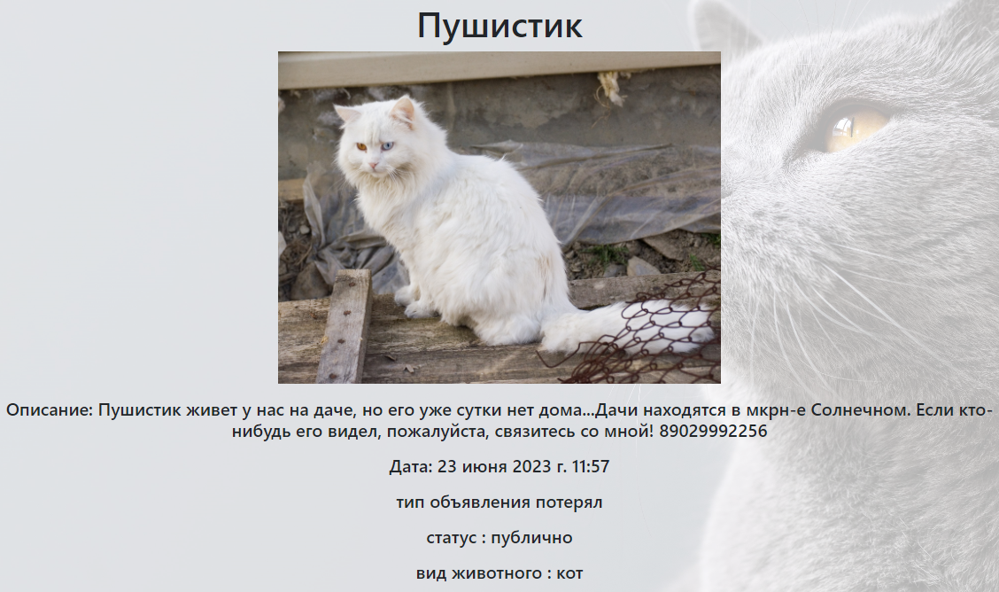 Пушистик
Описание: Пушистик живет у нас на даче, но его уже сутки нет дома...Дачи находятся в мкрн-е Солнечном. Если кто-
нибудь его видел, пожалуйста, связитесь со мной! 89029992256
Дата: 23 июня 2023 г. 11:57
тип объявления потерял
статус : публично
вид животного : кот